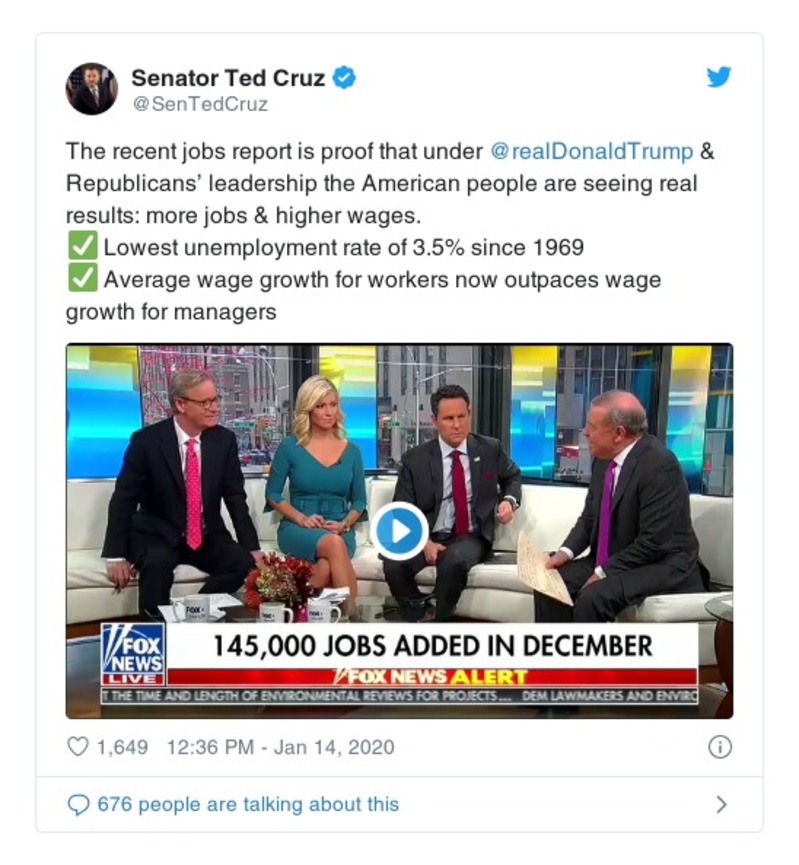 Senator Ted Cruz
@SenTedCruz
The recent jobs report is proof that under @realDonaldTrump &
Republicans’ leadership the American people are seeing real
results: more jobs & higher wages.
✅ Lowest unemployment rate of 3.5% since 1969
✅ Average wage growth for workers now outpaces wage
growth for managers
FOX
FOX
FOX
FOX
NEWS
LIVE
145,000 JOBS ADDED IN DECEMBER
FOX NEWS ALERT
T THE TIME AND LENGTH OF ENVIRONMENTAL REVIEWS FOR PROJECTS... DEM LAWMAKERS AND ENVIRO
1,649 12:36 PM - Jan 14, 2020
676 people are talking about this